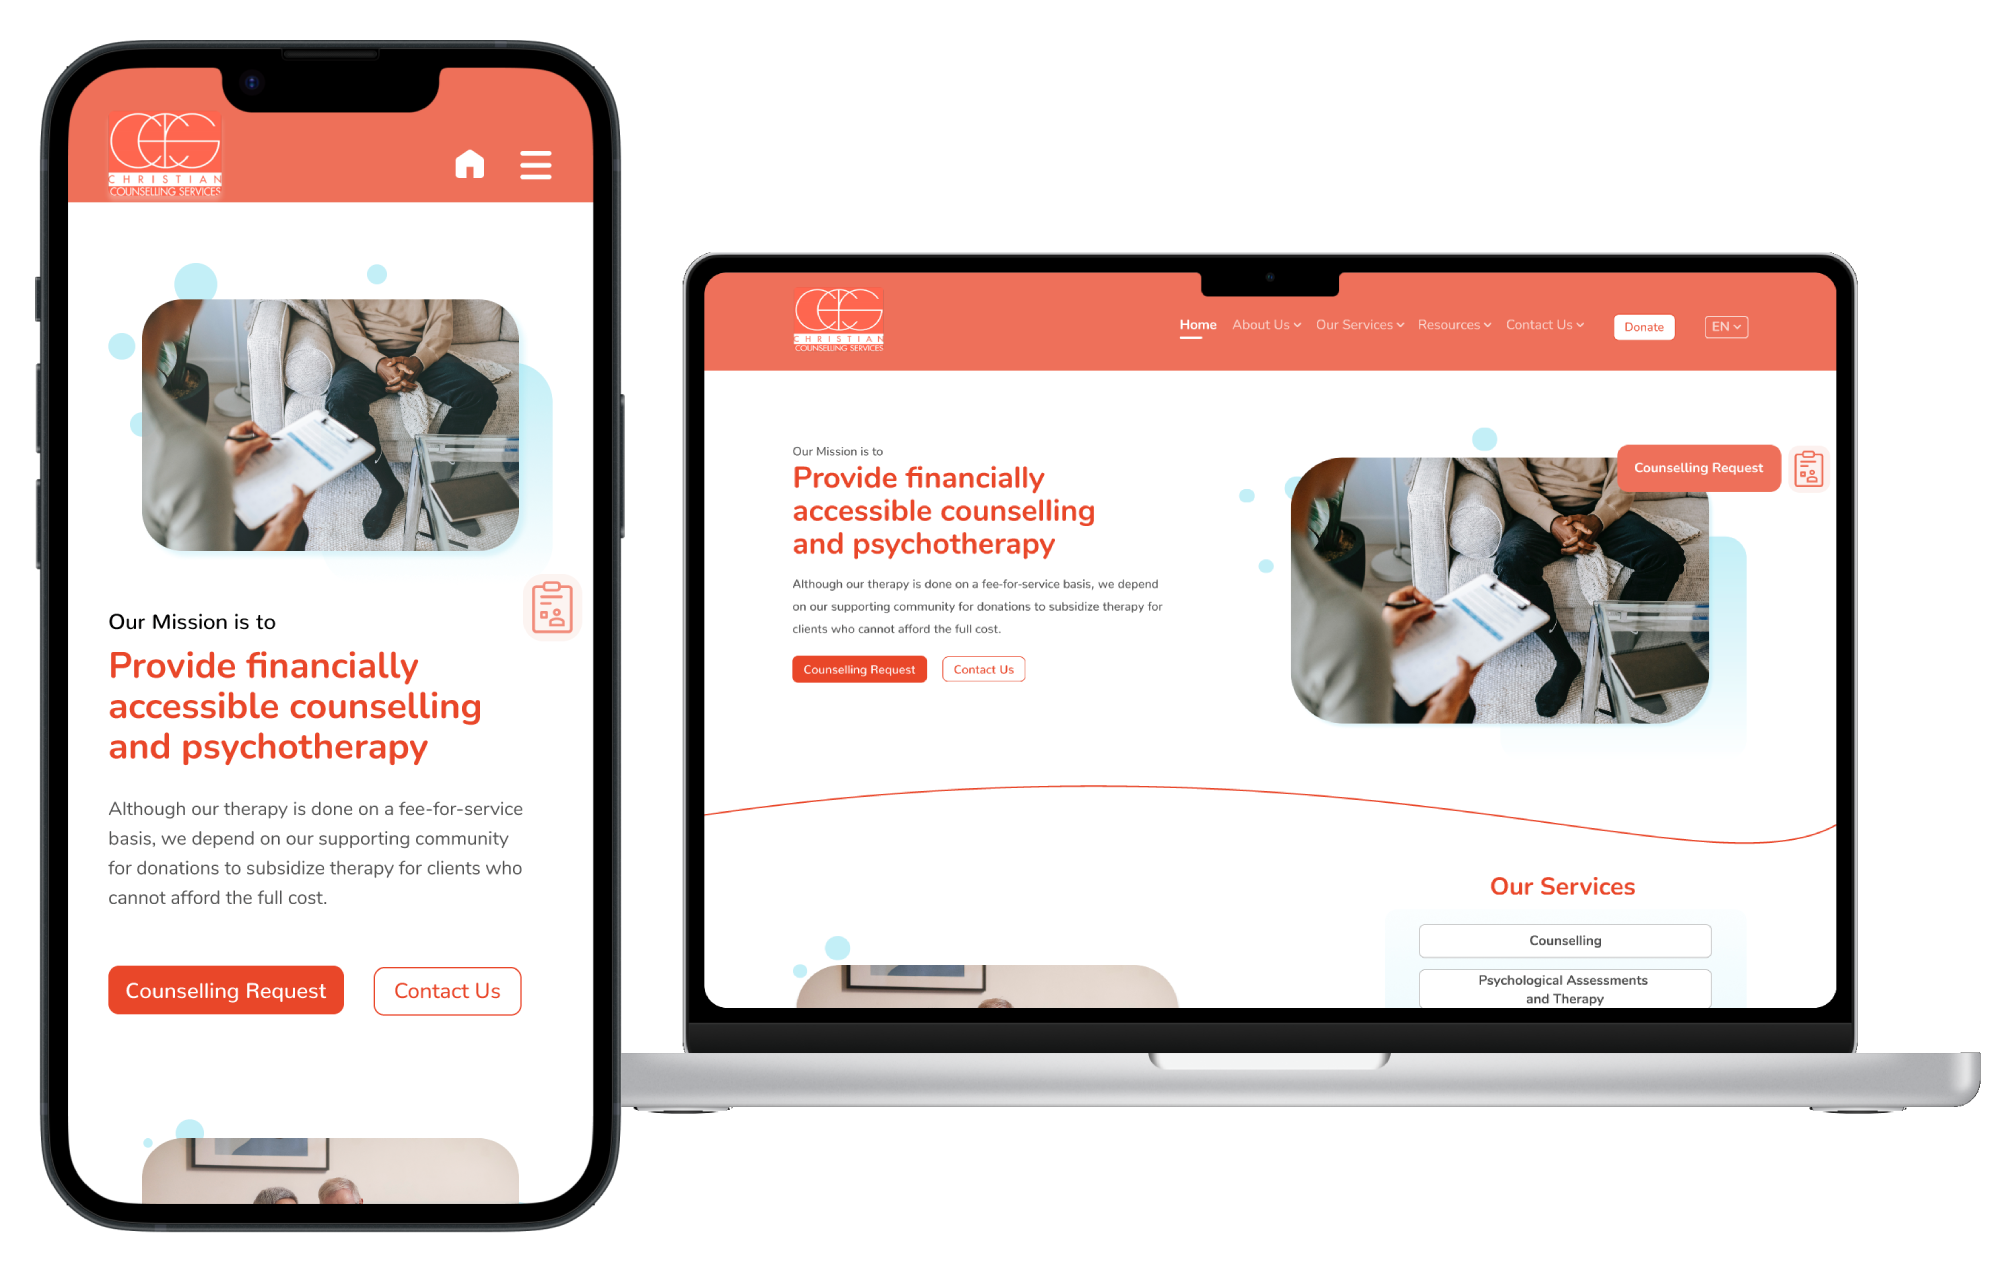 CHRISTIAN
COUNSELLING SERVICES
Our Mission is to
Provide financially
accessible counselling
and psychotherapy
Although our therapy is done on a fee-for-service
basis, we depend on our supporting community
for donations to subsidize therapy for clients who
cannot afford the full cost.
Counselling Request
Contact Us
CHRISTIAN
COUNSELLING SERVICES
Home
About Us
Our Services
Resources
Contact Us
Donate
EN
Our Mission is to
Provide financially
accessible counselling
and psychotherapy
Although our therapy is done on a fee-for-service basis, we depend
on our supporting community for donations to subsidize therapy for
clients who cannot afford the full cost.
Counselling Request
Contact Us
Counselling Request
Our Services
Counselling
Psychological Assessments
and Therapy